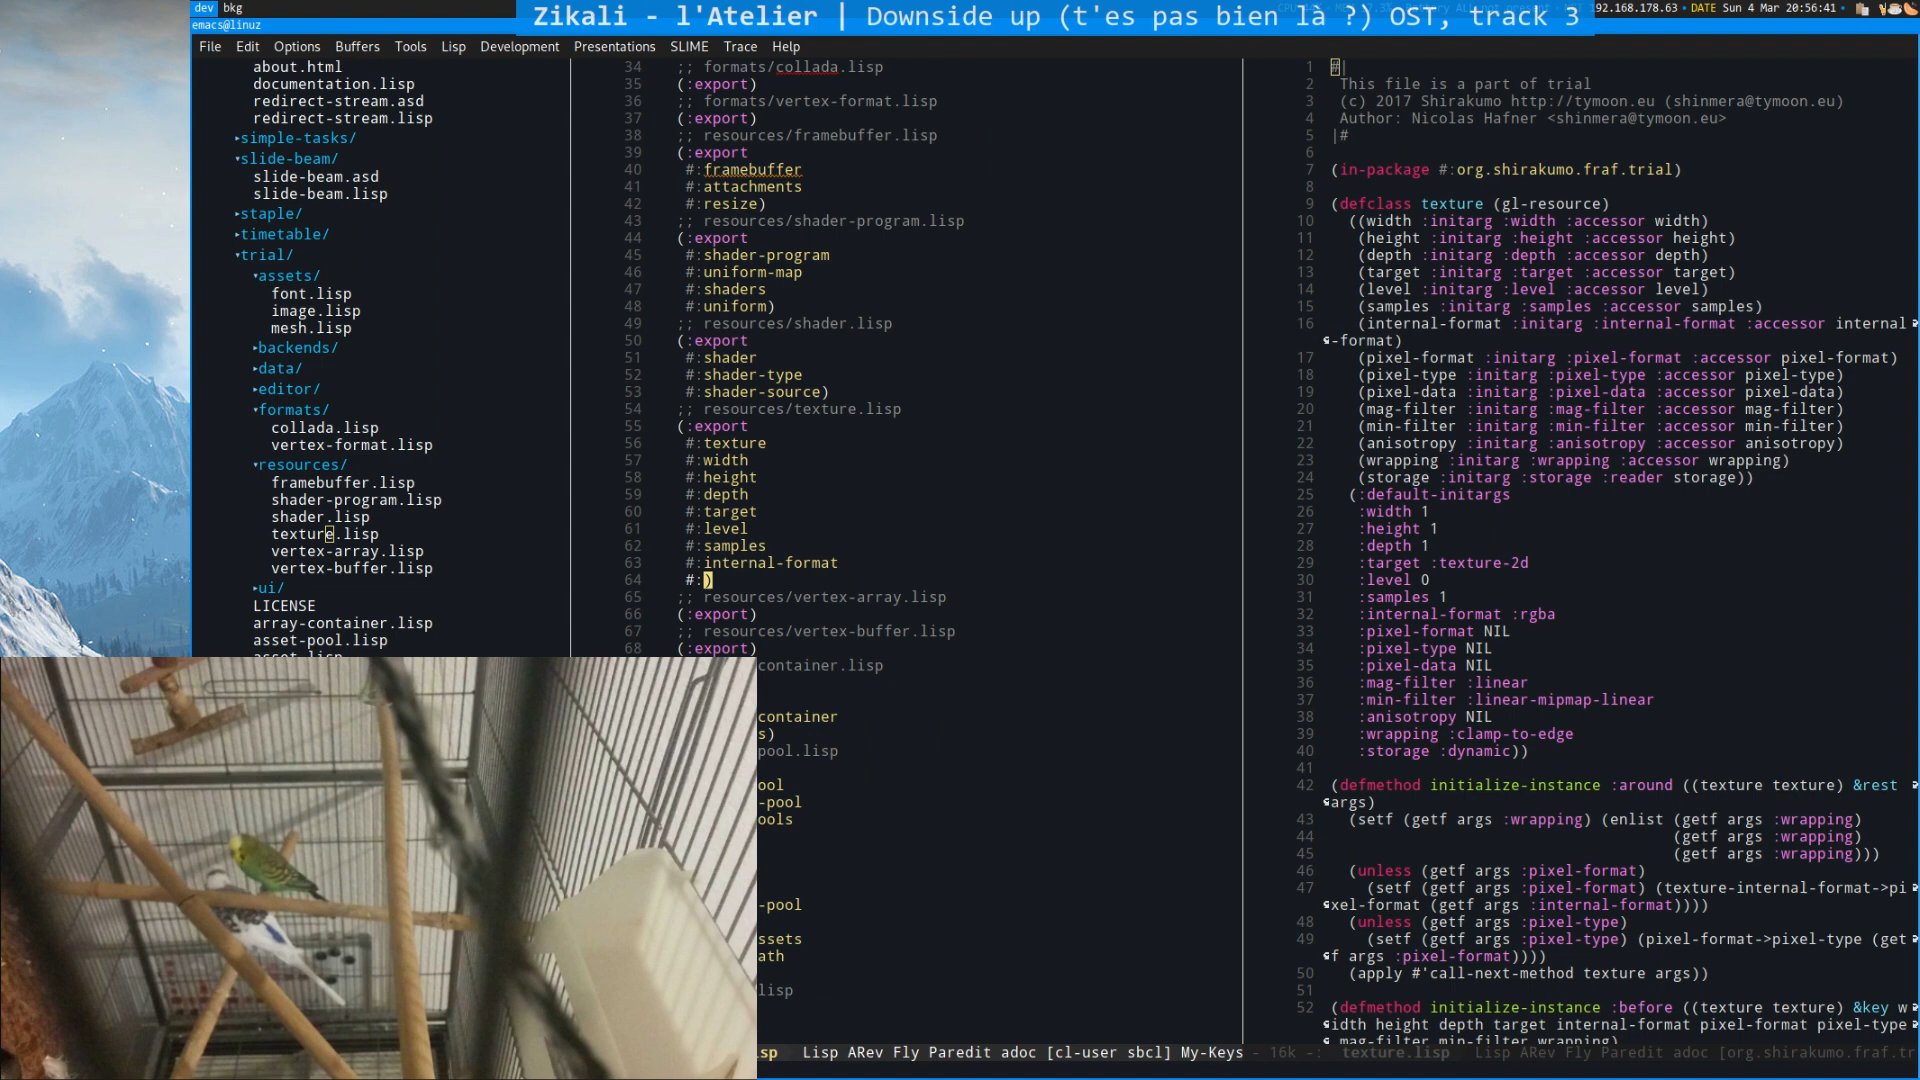 dev bkg
Zikali - l'Atelier | Downside up (t'es pas bien là ?) OST, track 3
192.168.178.63 • DATE Sun 4 Mar 20:56:41 •
emacs@linuz
File Edit Options Buffers Tools Lisp Development Presentations SLIME Trace Help
about.html
documentation.lisp
redirect-stream.asd
redirect-stream.lisp
▸simple-tasks/
▾slide-beam/
slide-beam.asd
slide-beam.lisp
▸staple/
▸timetable/
▾trial/
▾assets/
font.lisp
image.lisp
mesh.lisp
▸backends/
▸data/
▸editor/
▾formats/
collada.lisp
vertex-format.lisp
▾resources/
framebuffer.lisp
shader-program.lisp
shader.lisp
texture.lisp
vertex-array.lisp
vertex-buffer.lisp
▸ui/
LICENSE
array-container.lisp
asset-pool.lisp
34 ;; formats/collada.lisp
35 (:export)
36 ;; formats/vertex-format.lisp
37 (:export)
38 ;; resources/framebuffer.lisp
39 (:export
40 #:framebuffer
41 #:attachments
42 #:resize)
43 ;; resources/shader-program.lisp
44 (:export
45 #:shader-program
46 #:uniform-map
47 #:shaders
48 #:uniform)
49 ;; resources/shader.lisp
50 (:export
51 #:shader
52 #:shader-type
53 #:shader-source)
54 ;; resources/texture.lisp
55 (:export
56 #:texture
57 #:width
58 #:height
59 #:depth
60 #:target
61 #:level
62 #:samples
63 #:internal-format
64 #:)
65 ;; resources/vertex-array.lisp
66 (:export)
67 ;; resources/vertex-buffer.lisp
68 (:export)
container.lisp
container
s)
pool.lisp
ool
-pool
ools
-pool
ssets
ath
lisp
sp Lisp ARev Fly Paredit adoc [cl-user sbcl] My-Keys
1 #|
2 This file is a part of trial
3 (c) 2017 Shirakumo http://tymoon.eu (shinmera@tymoon.eu)
4 Author: Nicolas Hafner <shinmera@tymoon.eu>
5 |#
6
7 (in-package #:org.shirakumo.fraf.trial)
8
9 (defclass texture (gl-resource)
10 ((width :initarg :width :accessor width)
11 (height :initarg :height :accessor height)
12 (depth :initarg :depth :accessor depth)
13 (target :initarg :target :accessor target)
14 (level :initarg :level :accessor level)
15 (samples :initarg :samples :accessor samples)
16 (internal-format :initarg :internal-format :accessor internal
-format)
17 (pixel-format :initarg :pixel-format :accessor pixel-format)
18 (pixel-type :initarg :pixel-type :accessor pixel-type)
19 (pixel-data :initarg :pixel-data :accessor pixel-data)
20 (mag-filter :initarg :mag-filter :accessor mag-filter)
21 (min-filter :initarg :min-filter :accessor min-filter)
22 (anisotropy :initarg :anisotropy :accessor anisotropy)
23 (wrapping :initarg :wrapping :accessor wrapping)
24 (storage :initarg :storage :reader storage))
25 (:default-initargs
26 :width 1
27 :height 1
28 :depth 1
29 :target :texture-2d
30 :level 0
31 :samples 1
32 :internal-format :rgba
33 :pixel-format NIL
34 :pixel-type NIL
35 :pixel-data NIL
36 :mag-filter :linear
37 :min-filter :linear-mipmap-linear
38 :anisotropy NIL
39 :wrapping :clamp-to-edge
40 :storage :dynamic))
41
42 (defmethod initialize-instance :around ((texture texture) &rest
args)
43 (setf (getf args :wrapping) (enlist (getf args :wrapping)
44 (getf args :wrapping)
45 (getf args :wrapping)))
46 (unless (getf args :pixel-format)
47 (setf (getf args :pixel-format) (texture-internal-format->pi
xel-format (getf args :internal-format))))
48 (unless (getf args :pixel-type)
49 (setf (getf args :pixel-type) (pixel-format->pixel-type (get
f args :pixel-format))))
50 (apply #'call-next-method texture args))
51
52 (defmethod initialize-instance :before ((texture texture) &key w
idth height depth target internal-format pixel-format pixel-type
mag-filter min-filter wrapping
- 16k -: texture.lisp Lisp ARev Fly Paredit adoc [org.shirakumo.fraf.tr